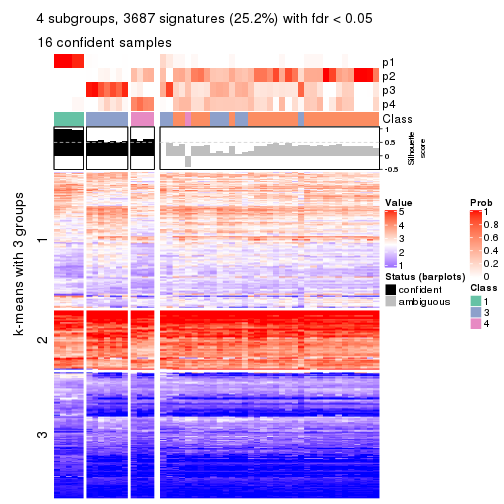 4 subgroups, 3687 signatures (25.2%) with fdr < 0.05
16 confident samples
p1
p2
p3
p4
Class
1
0.5
0
-0.5
Silhouette
score
k-means with 3 groups
1
2
3
Value
5
4
3
2
1
Status (barplots)
confident
ambiguous
Prob
1
0.8
0.6
0.4
0.2
0
Class
1
3
4